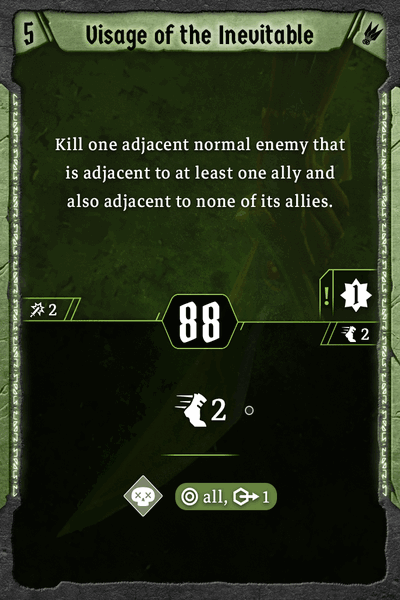 5 Visage of the Inevitable
Kill one adjacent normal enemy that
is adjacent to at least one ally and
also adjacent to none of its allies.
! 1
2
88
2
2
all, 1